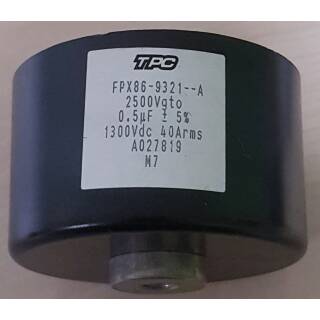 TPC
FPX86-9321--A
2500Vgto
0.5µF ± 5%
1300Vdc 40Arms
A027819
M7